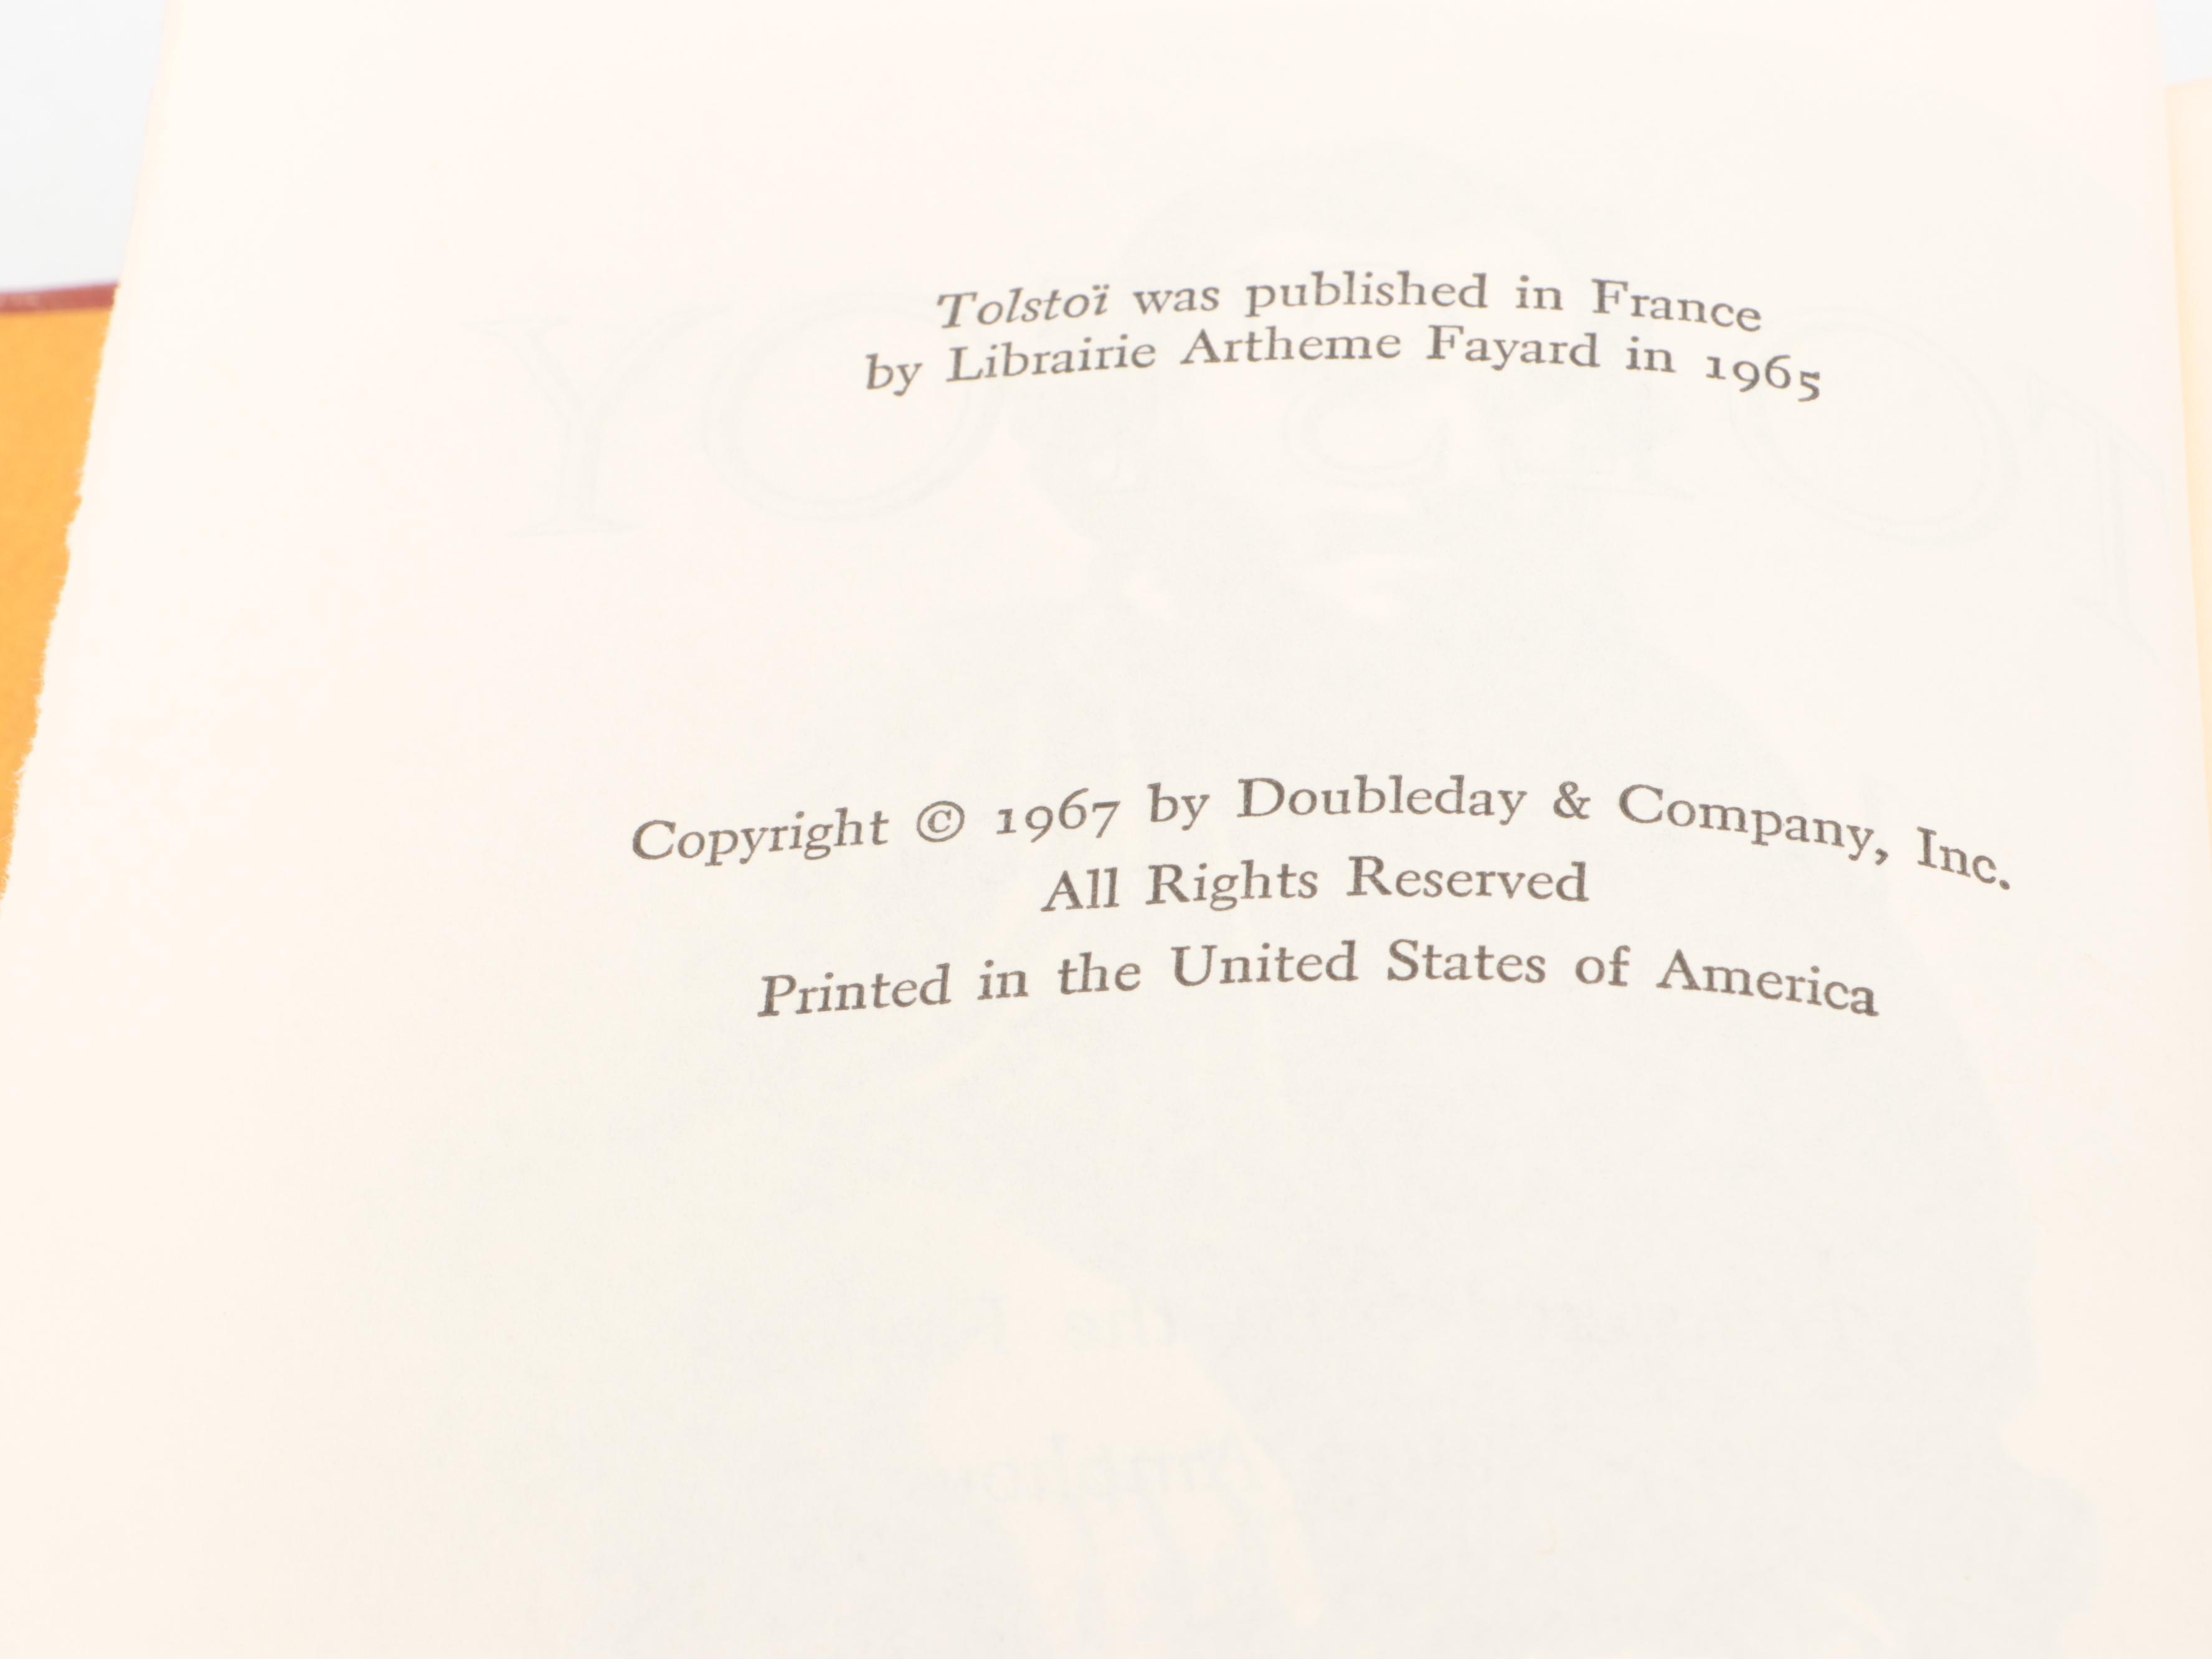 Tolstoï was published in France
by Librairie Artheme Fayard in 1965
Copyright © 1967 by Doubleday & Company, Inc.
All Rights Reserved
Printed in the United States of America